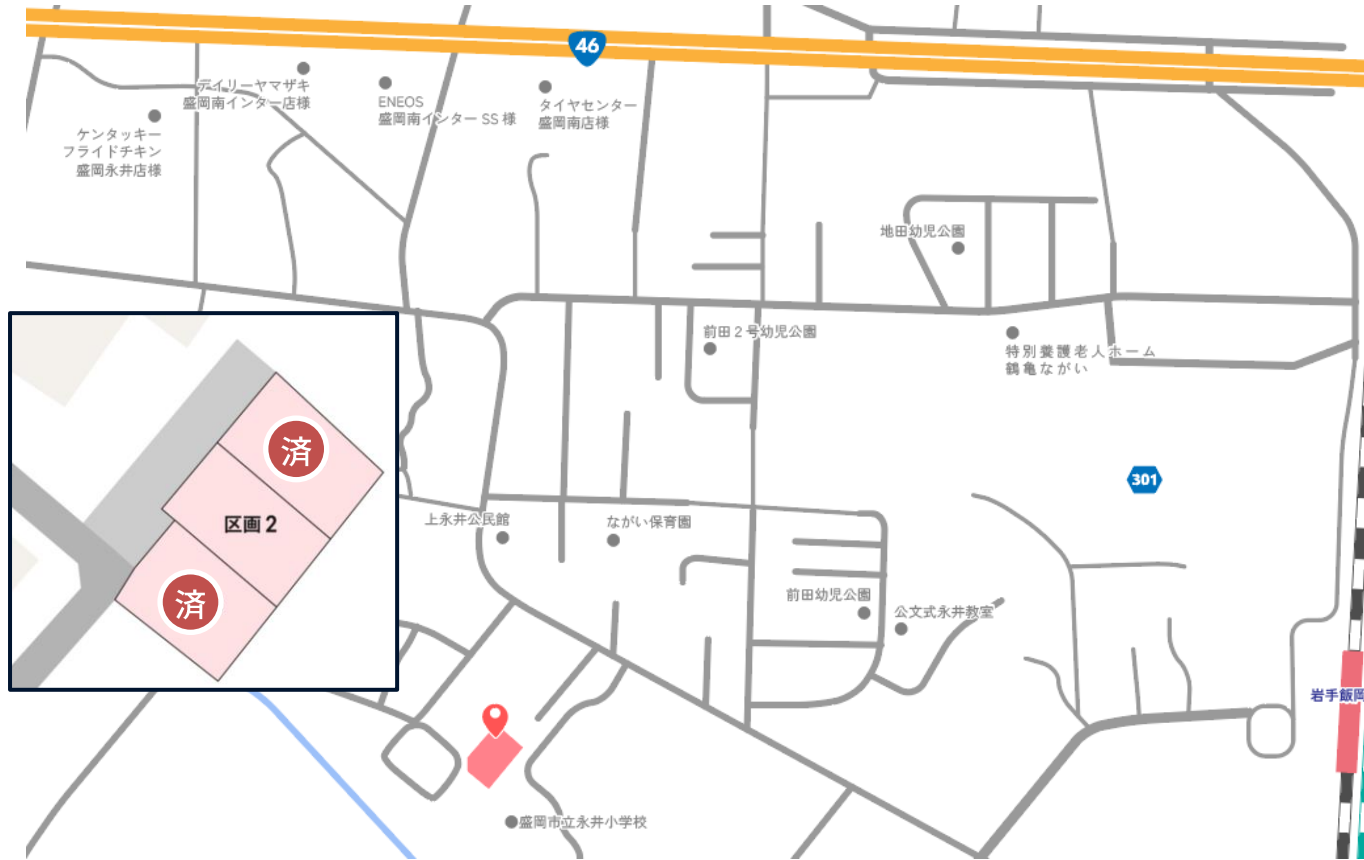 46
デイリーヤマザキ
盛岡南インター店様
ENEOS
盛岡南インター SS 様
タイヤセンター
盛岡南店様
ケンタッキー
フライドチキン
盛岡永井店様
地田幼児公園
前田2号幼児公園
特別養護老人ホーム
鶴亀ながい
済
区画2
済
301
上永井公民館
ながい保育園
前田幼児公園
公文式永井教室
岩手飯岡
盛岡市立永井小学校